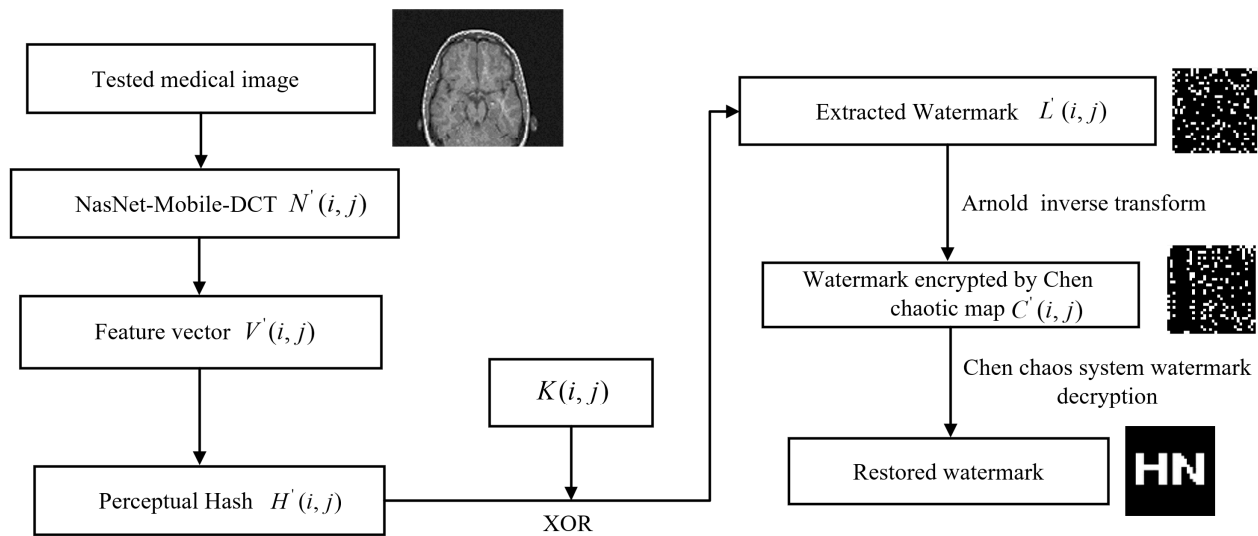 Tested medical image
NasNet-Mobile-DCT N'(i, j)
Feature vector V'(i, j)
Perceptual Hash H'(i, j)
K(i, j)
XOR
Extracted Watermark L'(i, j)
Arnold inverse transform
Watermark encrypted by Chen
chaotic map C'(i, j)
Chen chaos system watermark
decryption
Restored watermark
HN